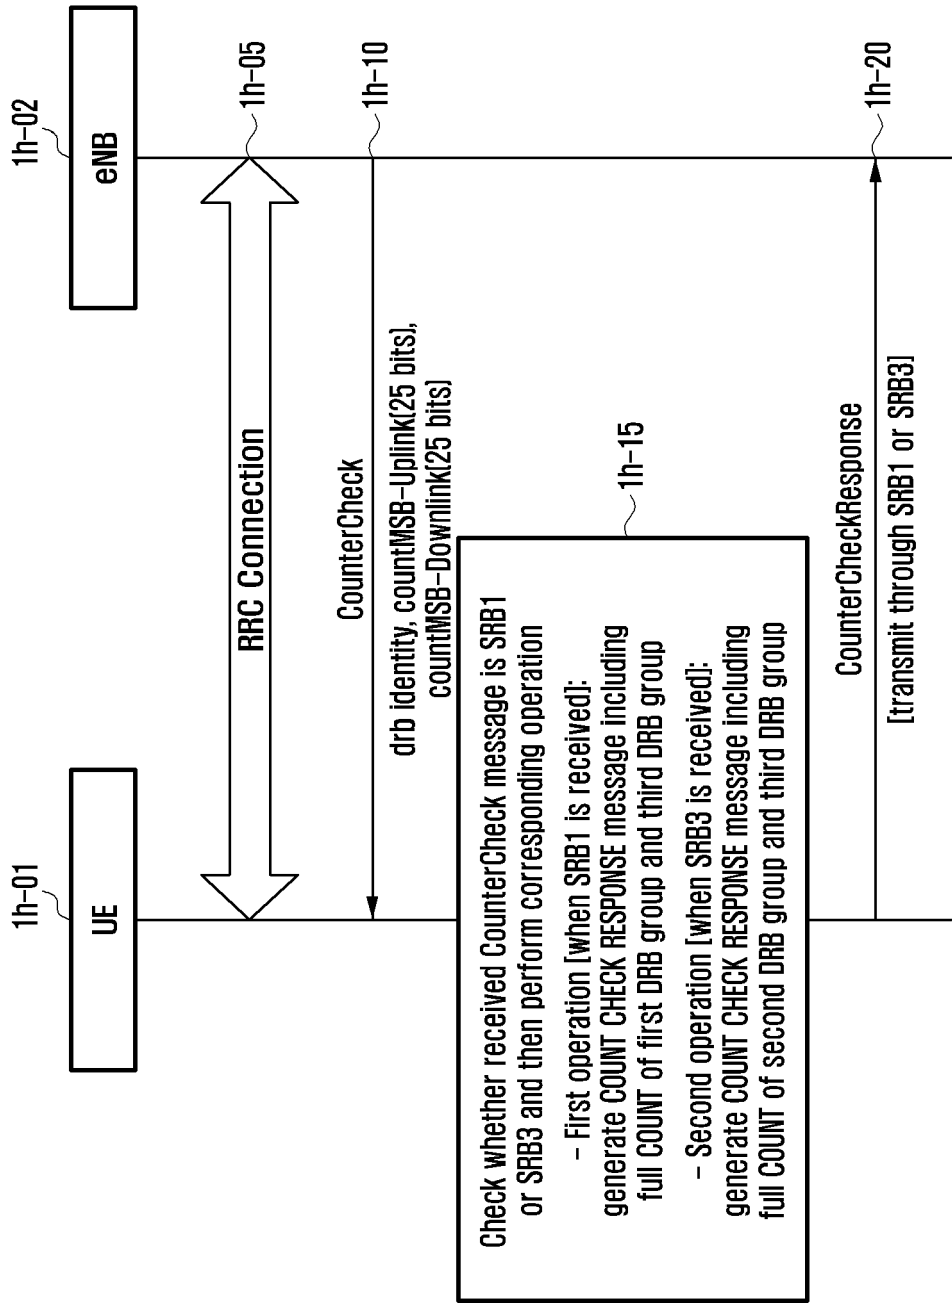 1h-01
1h-02
UE
eNB
RRC Connection
1h-05
CounterCheck
1h-10
drb identity, countMSB-Uplink(25 bits),
countMSB-Downlink(25 bits)
1h-15
Check whether received CounterCheck message is SRB1
or SRB3 and then perform corresponding operation
- First operation [when SRB1 is received]:
generate COUNT CHECK RESPONSE message including
full COUNT of first DRB group and third DRB group
- Second operation [when SRB3 is received]:
generate COUNT CHECK RESPONSE message including
full COUNT of second DRB group and third DRB group
CounterCheckResponse
1h-20
[transmit through SRB1 or SRB3]